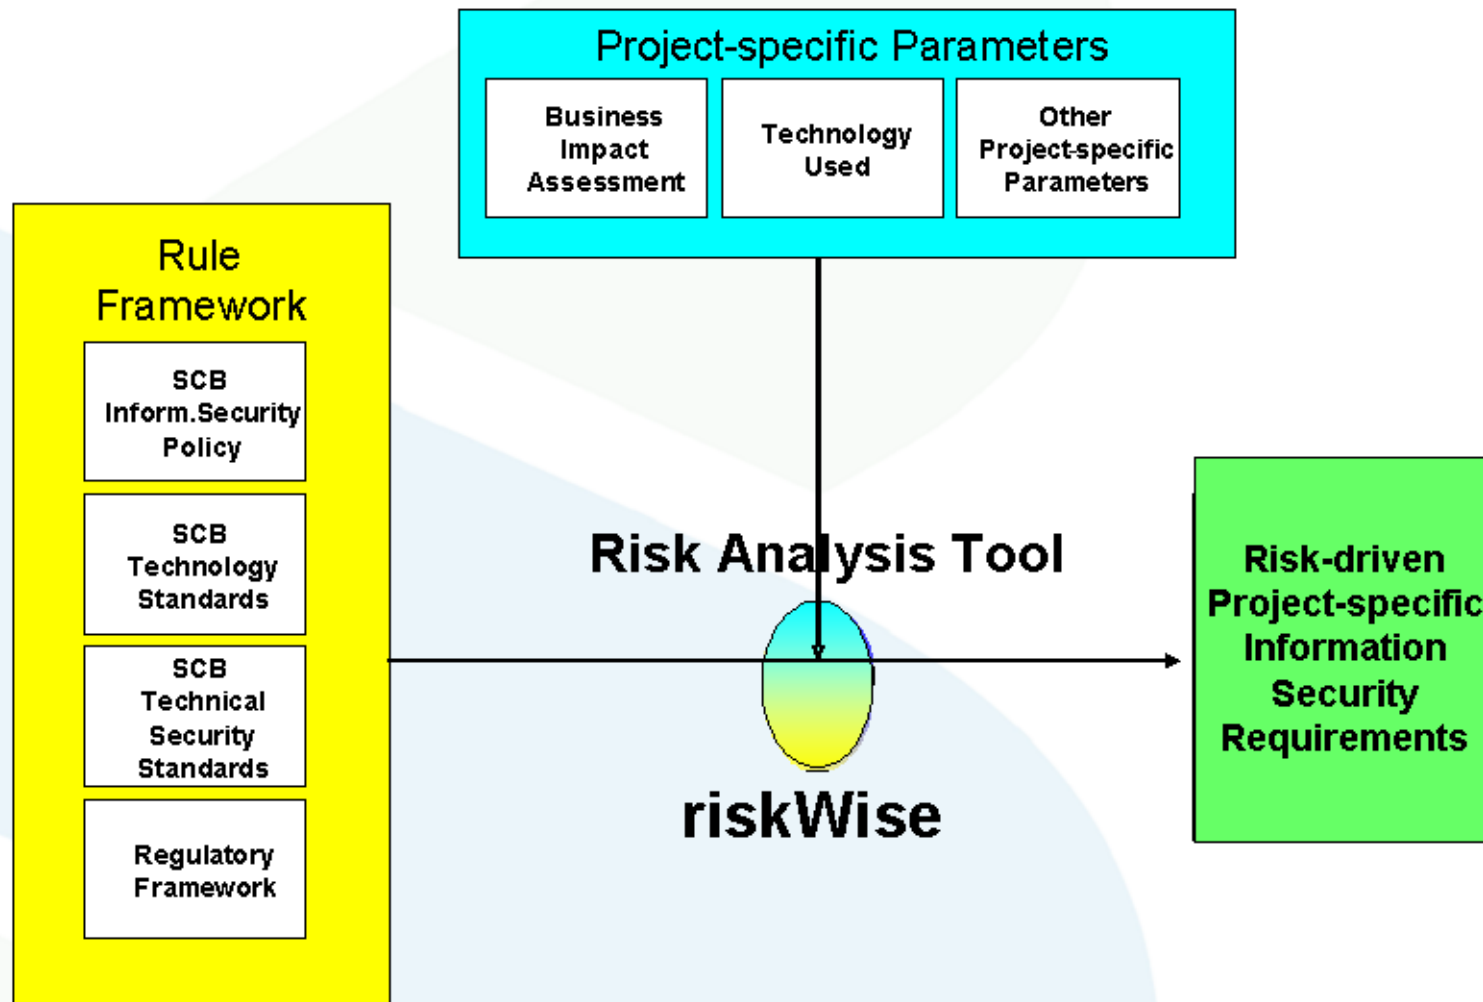 Project-specific Parameters
Business
Impact
Assessment
Technology
Used
Other
Project-specific
Parameters
Rule
Framework
SCB
Inform.Security
Policy
SCB
Technology
Standards
SCB
Technical
Security
Standards
Regulatory
Framework
Risk Analysis Tool
riskWise
Risk-driven
Project-specific
Information
Security
Requirements